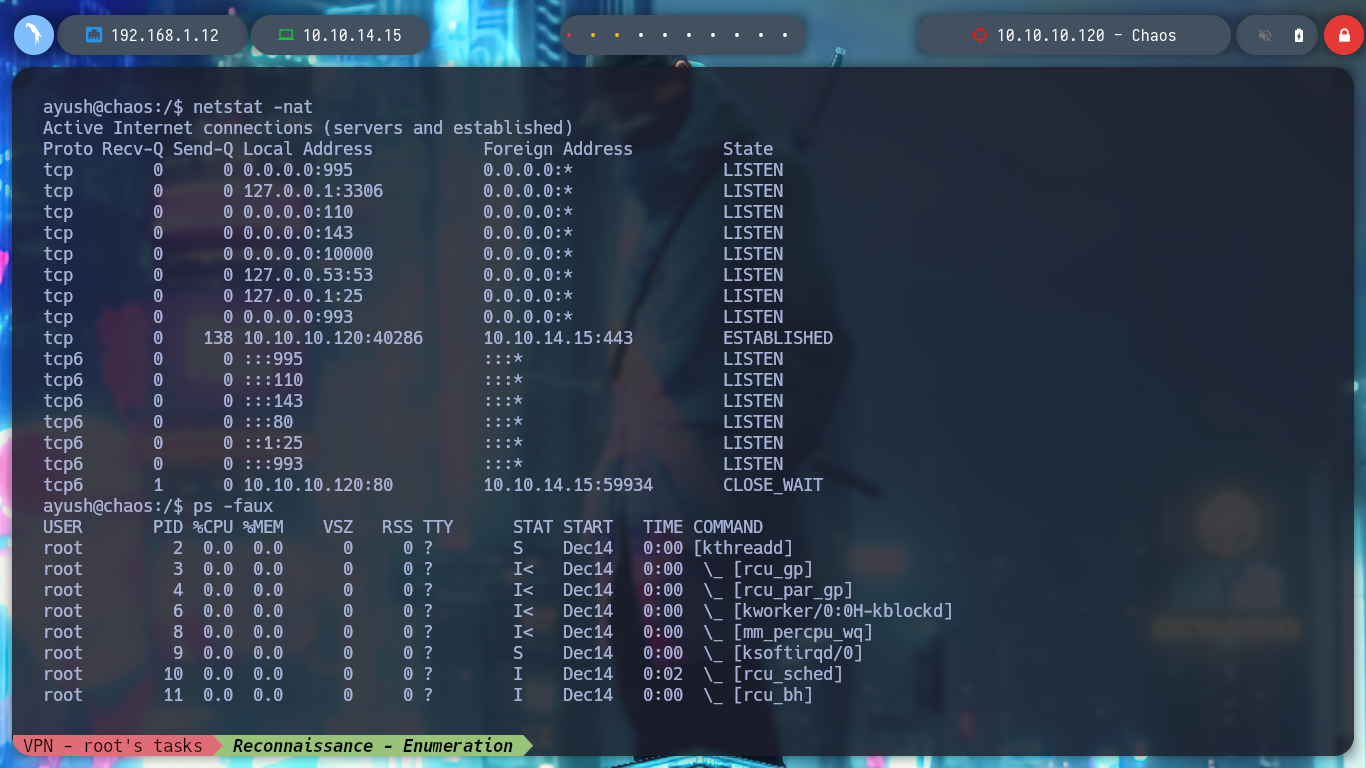 192.168.1.12 10.10.14.15 10.10.10.120 - Chaos
ayush@chaos:/$ netstat -nat
Active Internet connections (servers and established)
Proto Recv-Q Send-Q Local Address           Foreign Address         State
tcp        0      0 0.0.0.0:995             0.0.0.0:*               LISTEN
tcp        0      0 127.0.0.1:3306          0.0.0.0:*               LISTEN
tcp        0      0 0.0.0.0:110             0.0.0.0:*               LISTEN
tcp        0      0 0.0.0.0:143             0.0.0.0:*               LISTEN
tcp        0      0 0.0.0.0:10000           0.0.0.0:*               LISTEN
tcp        0      0 127.0.0.53:53           0.0.0.0:*               LISTEN
tcp        0      0 127.0.0.1:25            0.0.0.0:*               LISTEN
tcp        0      0 0.0.0.0:993             0.0.0.0:*               LISTEN
tcp        0    138 10.10.10.120:40286      10.10.14.15:443         ESTABLISHED
tcp6       0      0 :::995                  :::*                    LISTEN
tcp6       0      0 :::110                  :::*                    LISTEN
tcp6       0      0 :::143                  :::*                    LISTEN
tcp6       0      0 :::80                   :::*                    LISTEN
tcp6       0      0 ::1:25                  :::*                    LISTEN
tcp6       0      0 :::993                  :::*                    LISTEN
tcp6       1      0 10.10.10.120:80         10.10.14.15:59934       CLOSE_WAIT
ayush@chaos:/$ ps -faux
USER       PID %CPU %MEM    VSZ   RSS TTY        STAT START   TIME COMMAND
root         2  0.0  0.0      0     0 ?        S    Dec14   0:00 [kthreadd]
root         3  0.0  0.0      0     0 ?        I<   Dec14   0:00  \_ [rcu_gp]
root         4  0.0  0.0      0     0 ?        I<   Dec14   0:00  \_ [rcu_par_gp]
root         6  0.0  0.0      0     0 ?        I<   Dec14   0:00  \_ [kworker/0:0H-kblockd]
root         8  0.0  0.0      0     0 ?        I<   Dec14   0:00  \_ [mm_percpu_wq]
root         9  0.0  0.0      0     0 ?        S    Dec14   0:00  \_ [ksoftirqd/0]
root        10  0.0  0.0      0     0 ?        I    Dec14   0:02  \_ [rcu_sched]
root        11  0.0  0.0      0     0 ?        I    Dec14   0:00  \_ [rcu_bh]
VPN - root's tasks Reconnaissance - Enumeration